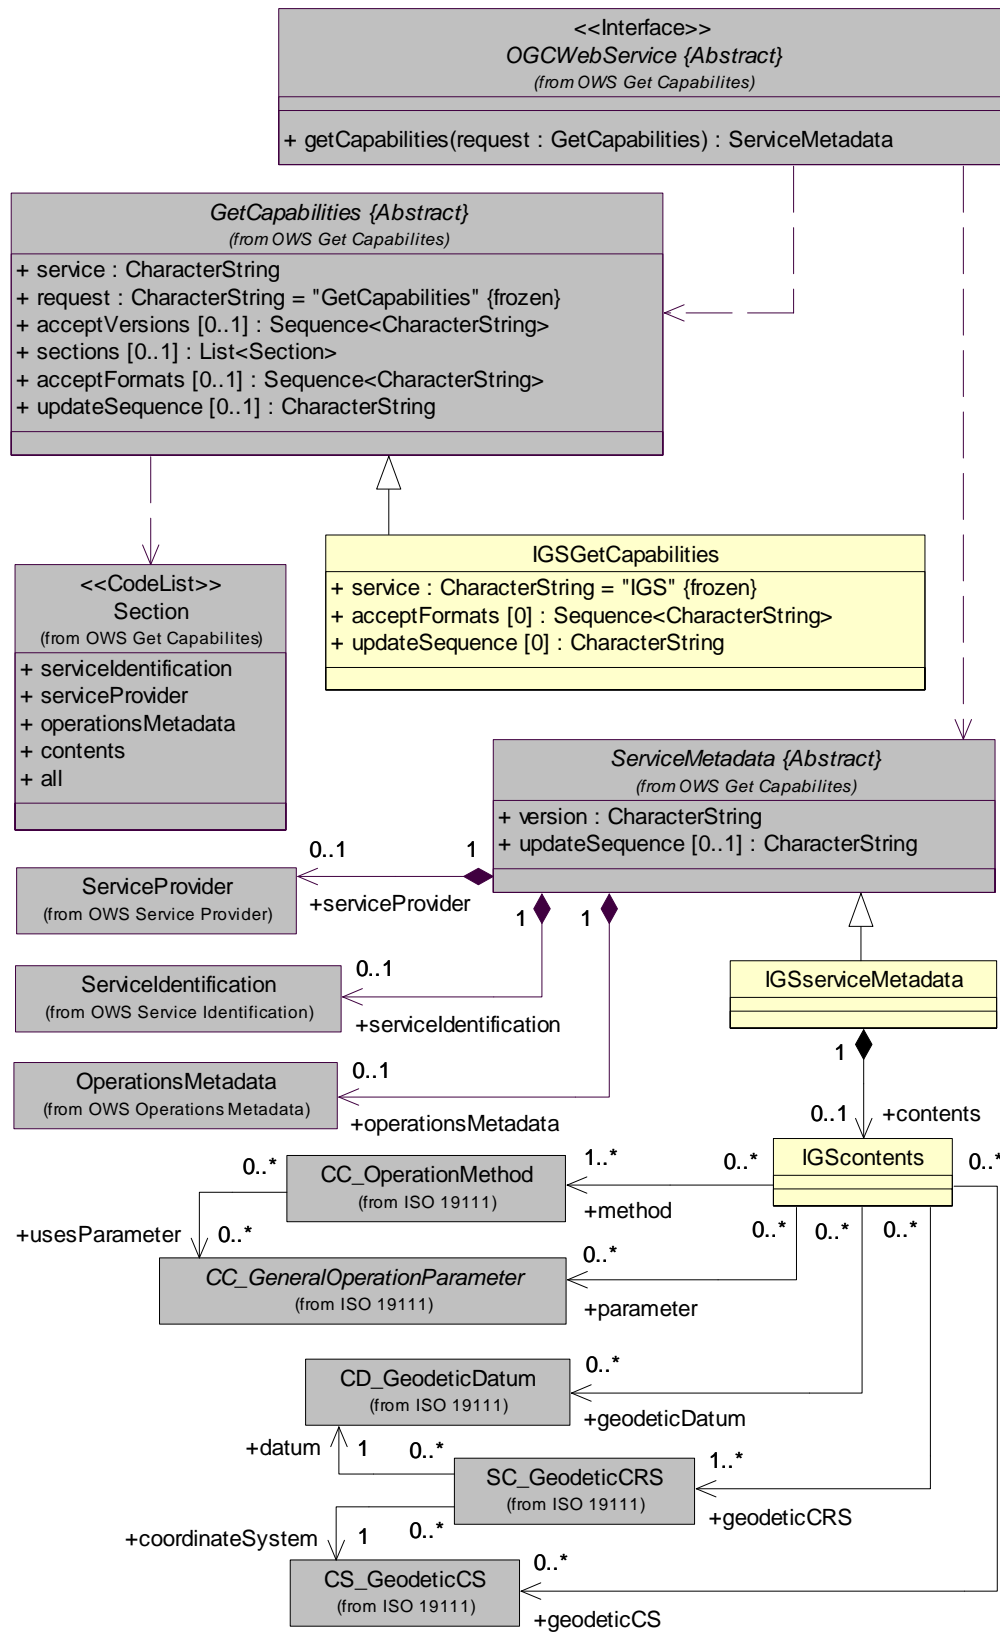 <<Interface>>
OGCWebService {Abstract}
(from OWS Get Capabilites)
+ getCapabilities(request : GetCapabilities) : ServiceMetadata
GetCapabilities {Abstract}
(from OWS Get Capabilites)
+ service : CharacterString
+ request : CharacterString = "GetCapabilities" {frozen}
+ acceptVersions [0..1] : Sequence<CharacterString>
+ sections [0..1] : List<Section>
+ acceptFormats [0..1] : Sequence<CharacterString>
+ updateSequence [0..1] : CharacterString
IGSGetCapabilities
+ service : CharacterString = "IGS" {frozen}
+ acceptFormats [0] : Sequence<CharacterString>
+ updateSequence [0] : CharacterString
<<CodeList>>
Section
(from OWS Get Capabilites)
+ serviceIdentification
+ serviceProvider
+ operationsMetadata
+ contents
+ all
ServiceMetadata {Abstract}
(from OWS Get Capabilites)
+ version : CharacterString
+ updateSequence [0..1] : CharacterString
0..1
1
ServiceProvider
(from OWS Service Provider)
+serviceProvider
1
1
ServiceIdentification
(from OWS Service Identification)
0..1
+serviceIdentification
IGSserviceMetadata
1
OperationsMetadata
(from OWS Operations Metadata)
0..1
+operationsMetadata
0..1
+contents
IGScontents
0..*
0..*
1..*
+method
CC_OperationMethod
(from ISO 19111)
0..*
+usesParameter
0..*
0..*
0..*
0..*
CC_GeneralOperationParameter
(from ISO 19111)
0..*
+parameter
CD_GeodeticDatum
(from ISO 19111)
0..*
+geodeticDatum
+datum
1
0..*
SC_GeodeticCRS
(from ISO 19111)
1..*
+geodeticCRS
+coordinateSystem
1
0..*
CS_GeodeticCS
(from ISO 19111)
0..*
+geodeticCS